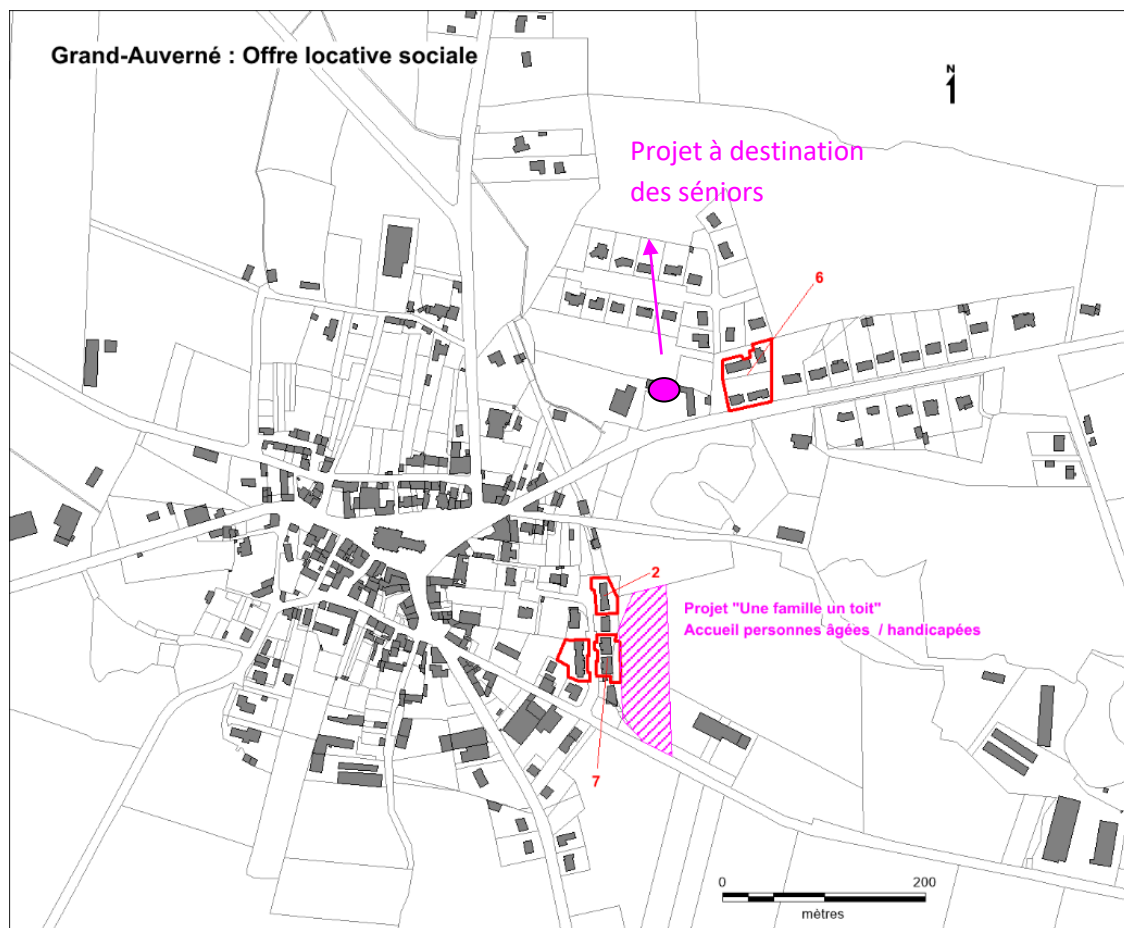 Grand-Auverné : Offre locative sociale
N
Projet à destination
des séniors
6
2
Projet "Une famille un toit"
Accueil personnes âgées / handicapées
7
0 200
mètres